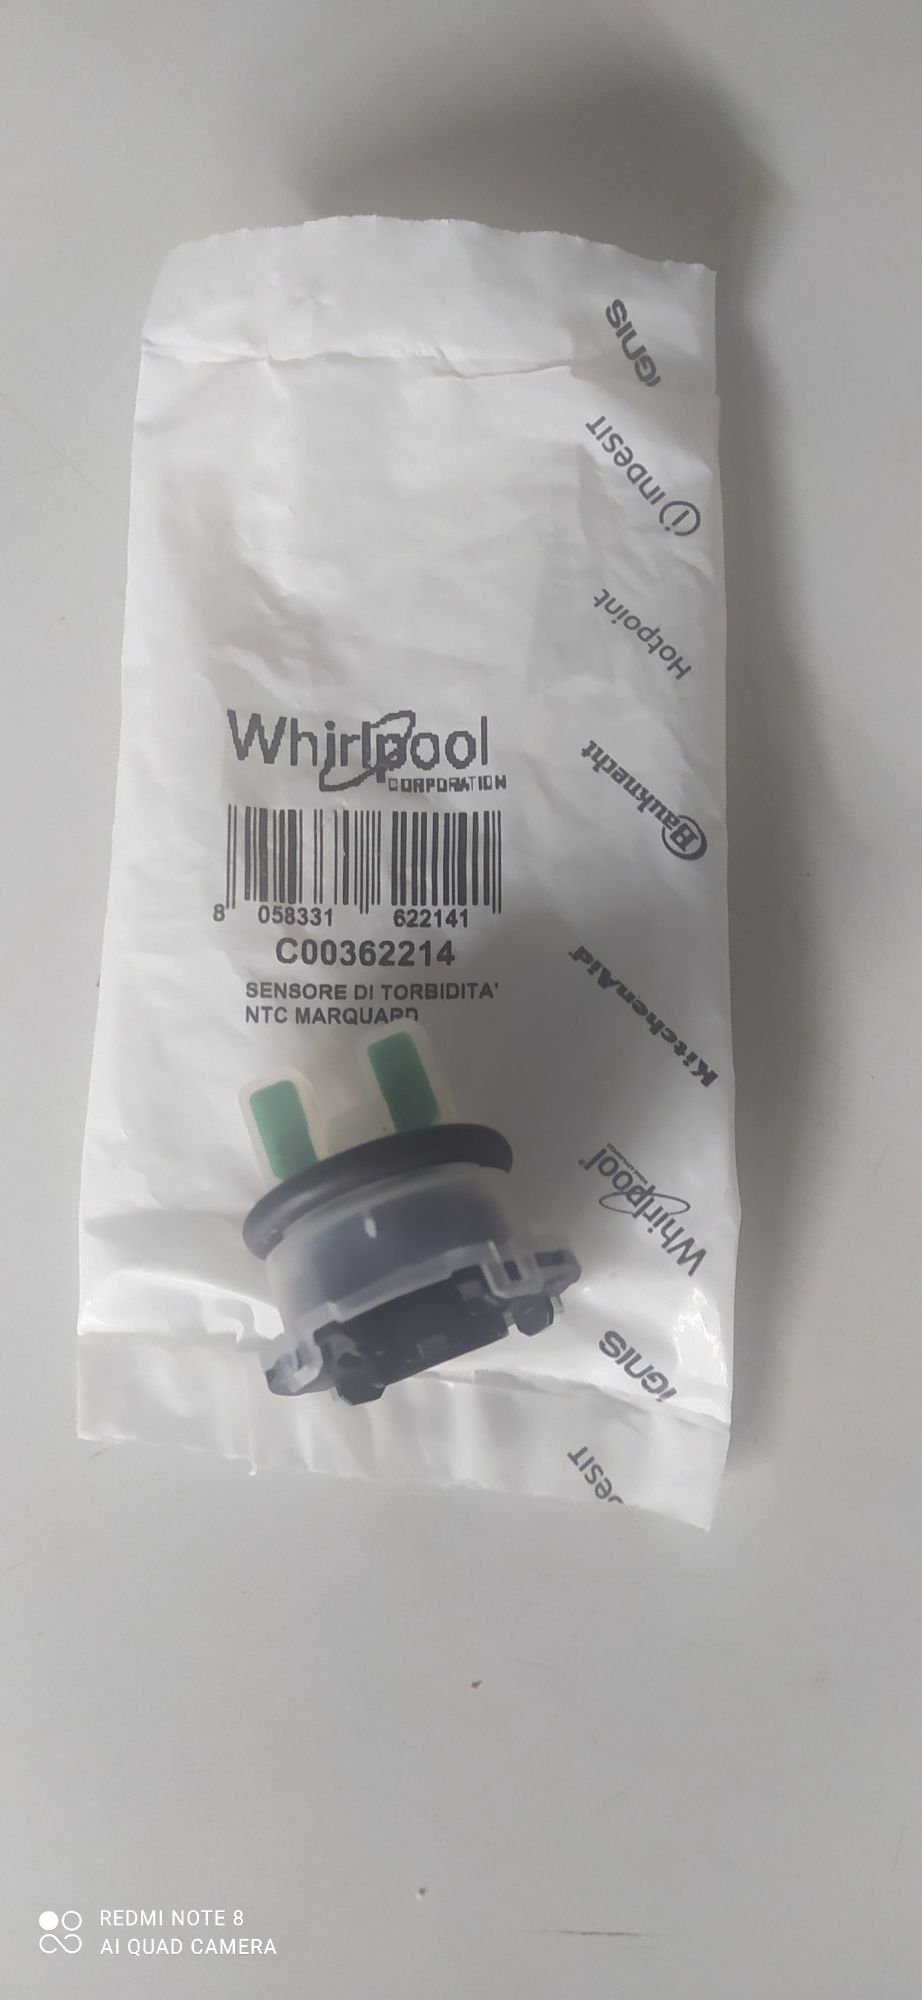 ignis
indesit
Hotpoint
Bauknecht
KitchenAid
Whirlpool
ignis
Whirlpool
CORPORATION
8 058331 622141
C00362214
SENSORE DI TORBIDITA'
NTC MARQUARD
REDMI NOTE 8
AI QUAD CAMERA